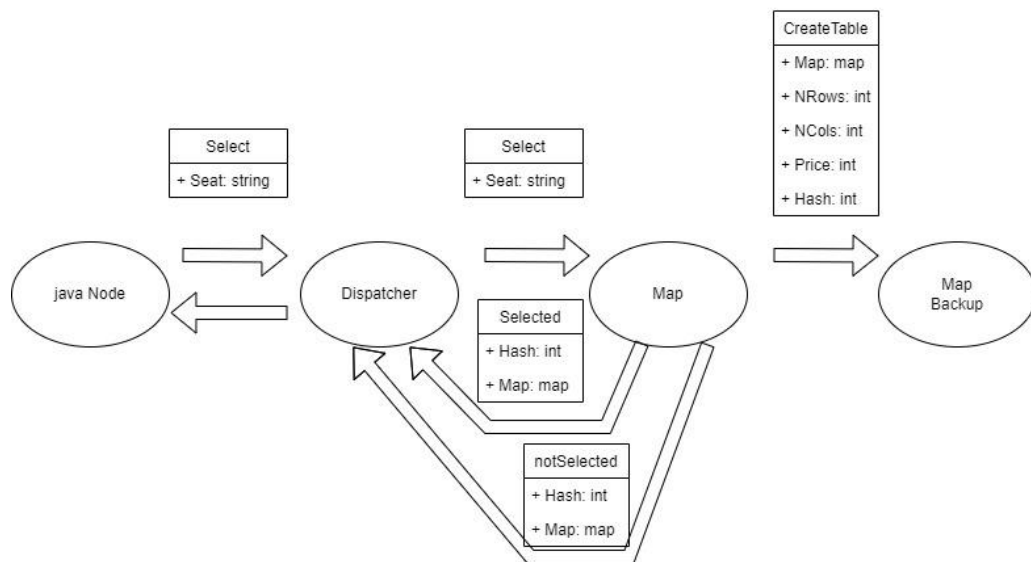 CreateTable
+ Map: map
+ NRows: int
+ NCols: int
+ Price: int
+ Hash: int
Select
+ Seat: string
Select
+ Seat: string
java Node
Dispatcher
Map
Map
Backup
Selected
+ Hash: int
+ Map: map
notSelected
+ Hash: int
+ Map: map